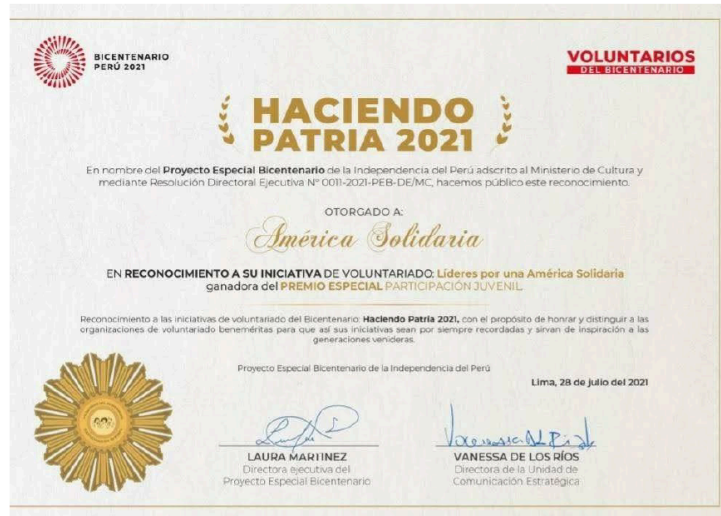 BICENTENARIO
PERÚ 2021
VOLUNTARIOS
DEL BICENTENARIO
HACIENDO
PATRIA 2021
En nombre del Proyecto Especial Bicentenario de la Independencia del Perú adscrito al Ministerio de Cultura y
mediante Resolución Directoral Ejecutiva N° 0011-2021-PEB-DE/MC, hacemos público este reconocimiento.
OTORGADO A:
América Solidaria
EN RECONOCIMIENTO A SU INICIATIVA DE VOLUNTARIADO: Líderes por una América Solidaria
ganadora del PREMIO ESPECIAL PARTICIPACIÓN JUVENIL
Reconocimiento a las iniciativas de voluntariado del Bicentenario: Haciendo Patria 2021, con el propósito de honrar y distinguir a las
organizaciones de voluntariado beneméritas para que así sus iniciativas sean por siempre recordadas y sirvan de inspiración a las
generaciones venideras.
Proyecto Especial Bicentenario de la Independencia del Perú
Lima, 28 de julio del 2021
LAURA MARTINEZ
Directora ejecutiva del
Proyecto Especial Bicentenario
VANESSA DE LOS RÍOS
Directora de la Unidad de
Comunicación Estratégica